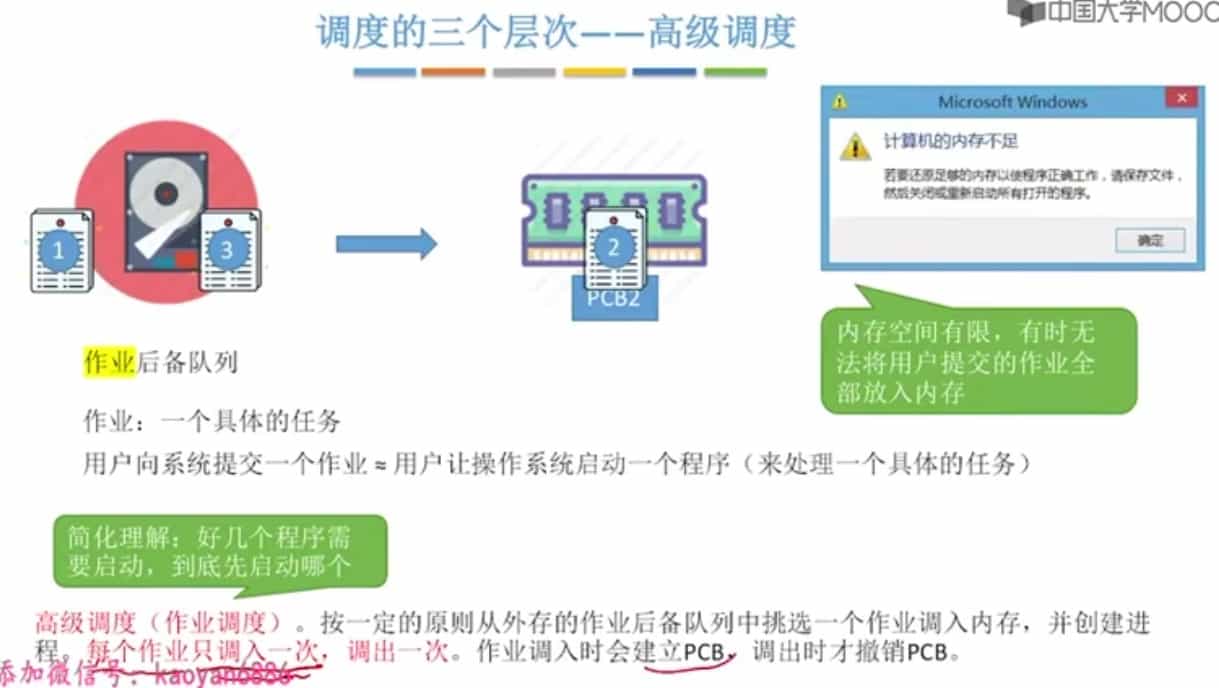 中国大学MOOC
调度的三个层次——高级调度
Microsoft Windows
计算机的内存不足
若要还原足够的内存以使程序正确工作，请保存文件，
然后关闭或重新启动所有打开的程序。
确定
1
3
2
PCB2
内存空间有限，有时无
法将用户提交的作业全
部放入内存
作业后备队列
作业：一个具体的任务
用户向系统提交一个作业 ≈ 用户让操作系统启动一个程序（来处理一个具体的任务）
简化理解：好几个程序需
要启动，到底先启动哪个
高级调度（作业调度）。按一定的原则从外存的作业后备队列中挑选一个作业调入内存，并创建进
程。每个作业只调入一次，调出一次。作业调入时会建立PCB，调出时才撤销PCB。
添加微信号：kaoyan6886